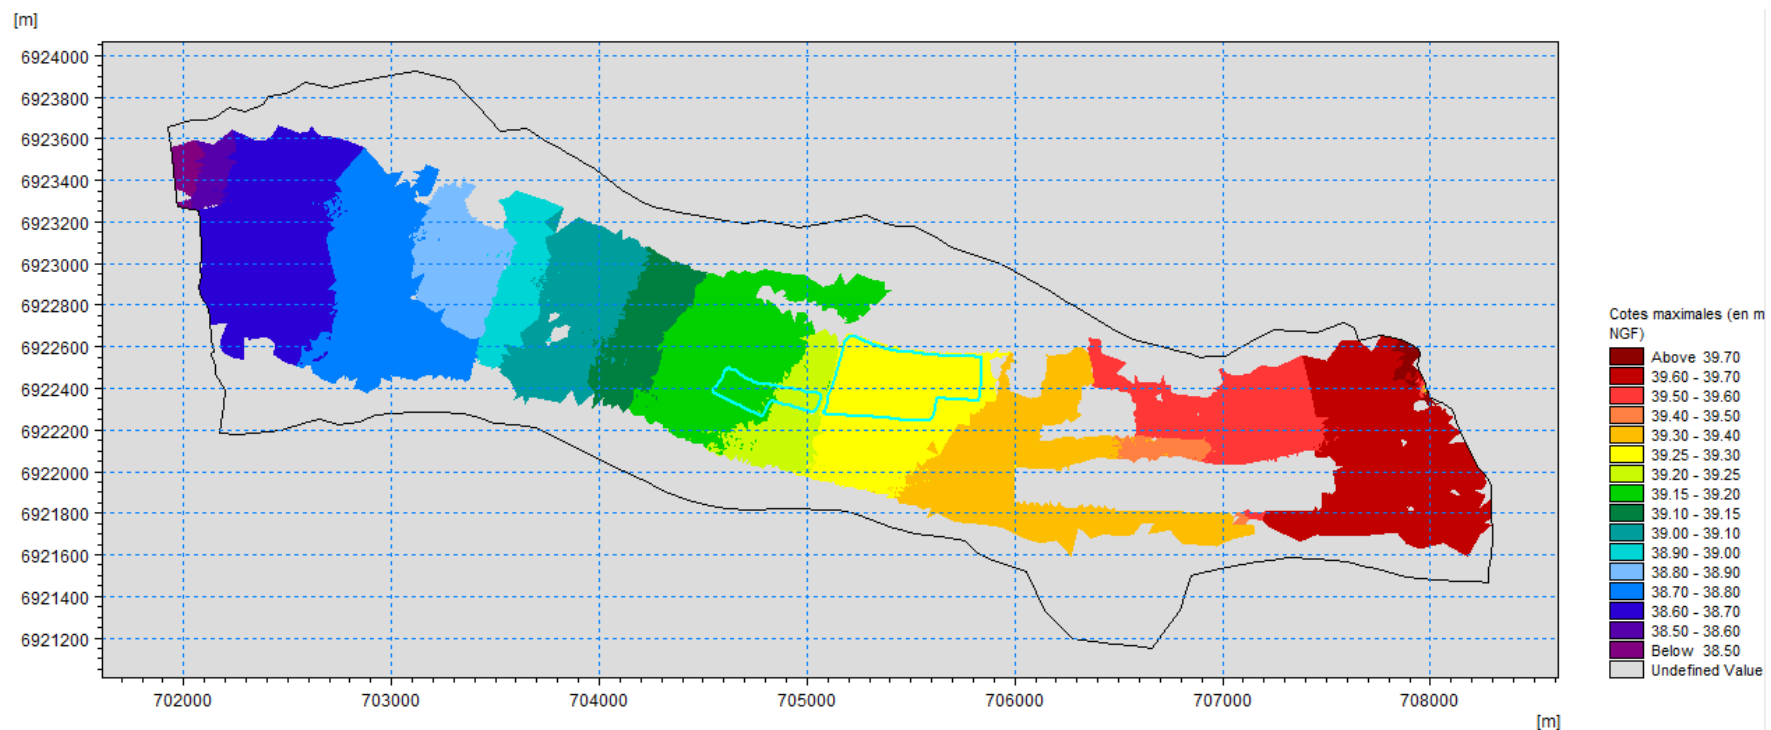 [m]
6924000
6923800
6923600
6923400
6923200
6923000
6922800
6922600
6922400
6922200
6922000
6921800
6921600
6921400
6921200
702000 703000 704000 705000 706000 707000 708000
[m]
Cotes maximales (en m
NGF)
Above 39.70
39.60 - 39.70
39.50 - 39.60
39.40 - 39.50
39.30 - 39.40
39.25 - 39.30
39.20 - 39.25
39.15 - 39.20
39.10 - 39.15
39.00 - 39.10
38.90 - 39.00
38.80 - 38.90
38.70 - 38.80
38.60 - 38.70
38.50 - 38.60
Below 38.50
Undefined Value